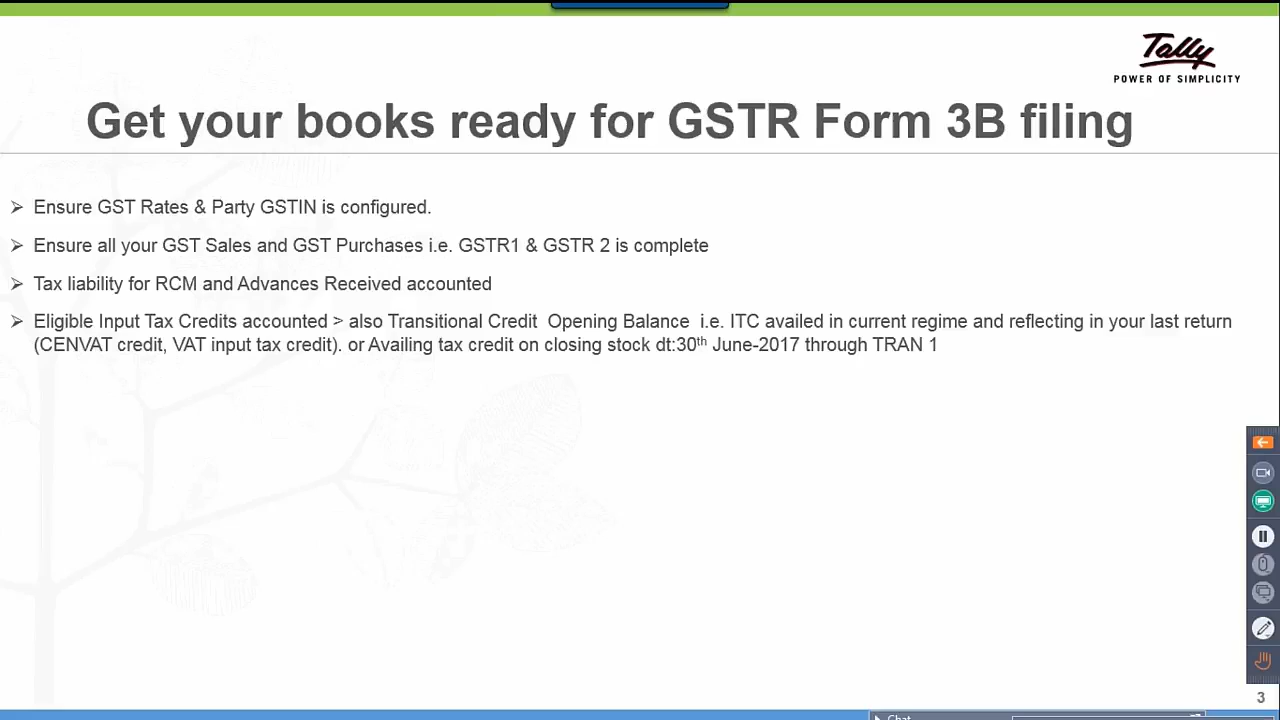 Tally
POWER OF SIMPLICITY
Get your books ready for GSTR Form 3B filing
➢ Ensure GST Rates & Party GSTIN is configured.
➢ Ensure all your GST Sales and GST Purchases i.e. GSTR1 & GSTR 2 is complete
➢ Tax liability for RCM and Advances Received accounted
➢ Eligible Input Tax Credits accounted > also Transitional Credit Opening Balance i.e. ITC availed in current regime and reflecting in your last return
(CENVAT credit, VAT input tax credit). or Availing tax credit on closing stock dt:30th June-2017 through TRAN 1
3
Chat